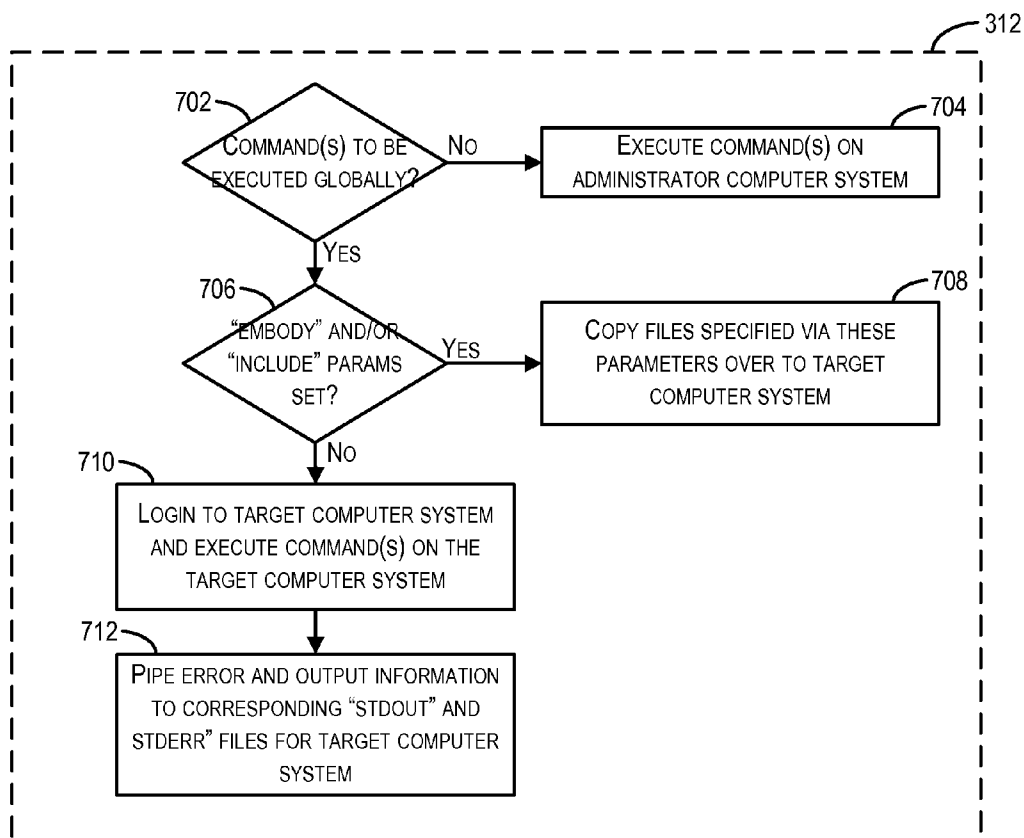 312
702
COMMAND(S) TO BE
EXECUTED GLOBALLY?
NO
704
EXECUTE COMMAND(S) ON
ADMINISTRATOR COMPUTER SYSTEM
YES
706
“EMBODY” AND/OR
“INCLUDE” PARAMS
SET?
YES
708
COPY FILES SPECIFIED VIA THESE
PARAMETERS OVER TO TARGET
COMPUTER SYSTEM
NO
710
LOGIN TO TARGET COMPUTER SYSTEM
AND EXECUTE COMMAND(S) ON THE
TARGET COMPUTER SYSTEM
712
PIPE ERROR AND OUTPUT INFORMATION
TO CORRESPONDING “STDOUT” AND
STDERR” FILES FOR TARGET COMPUTER
SYSTEM